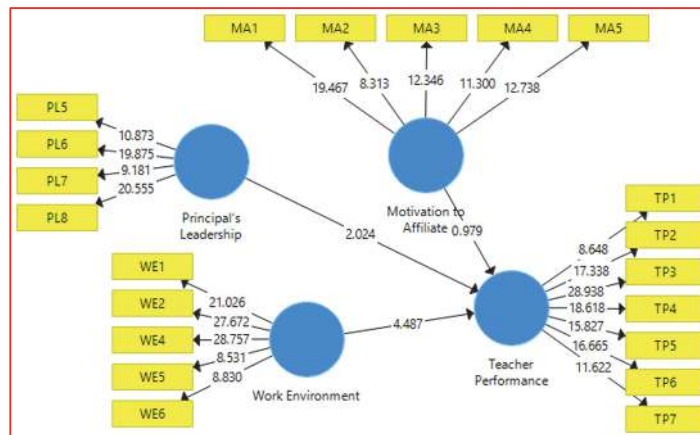 MA1 MA2 MA3 MA4 MA5
19.467 8.313 12.346 11.300 12.738
PL5
PL6
PL7
PL8
10.873
19.875
9.181
20.555
Principal's
Leadership
Motivation to
Affiliate
2.024
0.979
WE1
WE2
WE4
WE5
WE6
21.026
27.672
28.757
8.531
8.830
Work Environment
4.487
Teacher
Performance
8.648
17.338
28.938
18.618
15.827
16.665
11.622
TP1
TP2
TP3
TP4
TP5
TP6
TP7